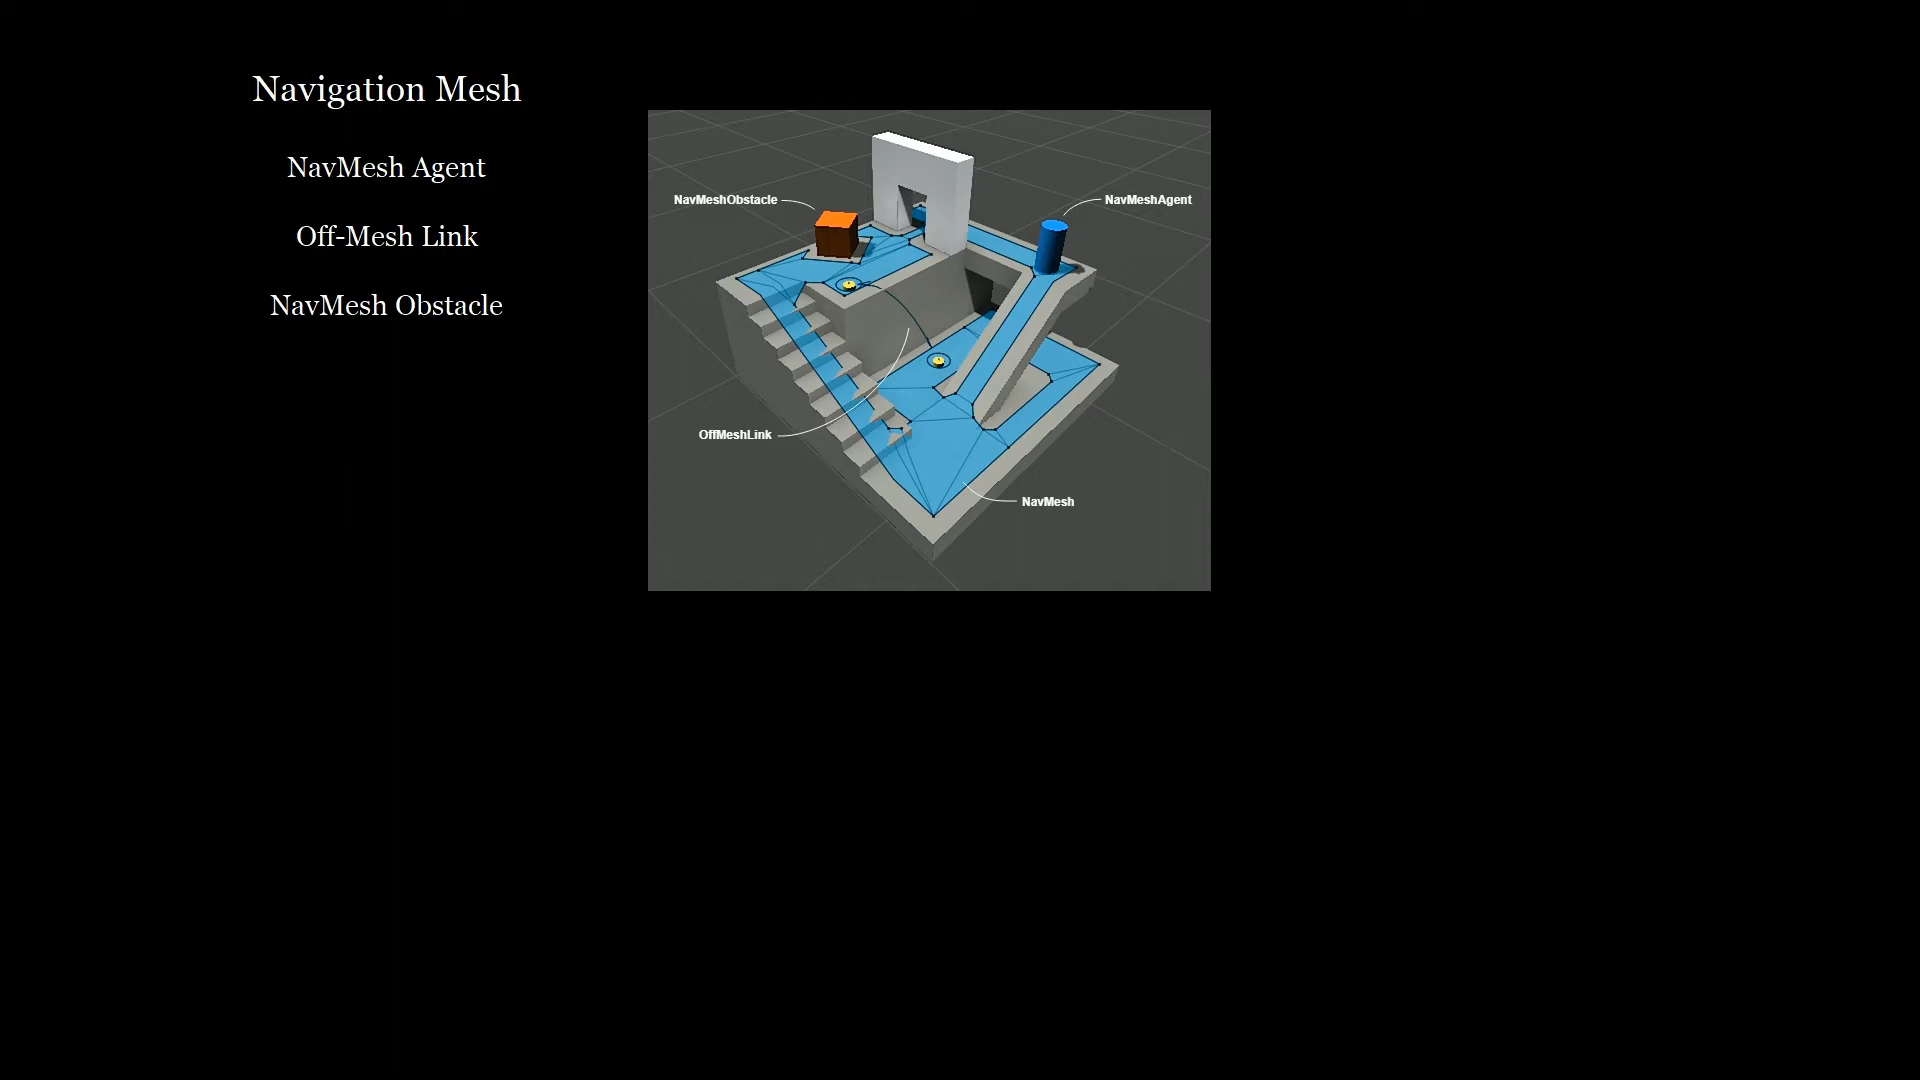 Navigation Mesh
NavMesh Agent
Off-Mesh Link
NavMesh Obstacle
NavMeshObstacle
NavMeshAgent
OffMeshLink
NavMesh